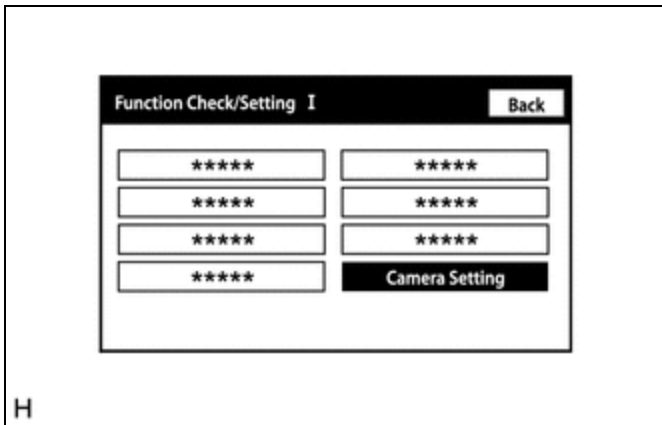 Function Check/Setting I
Back
***** *****
***** *****
***** *****
***** Camera Setting
H